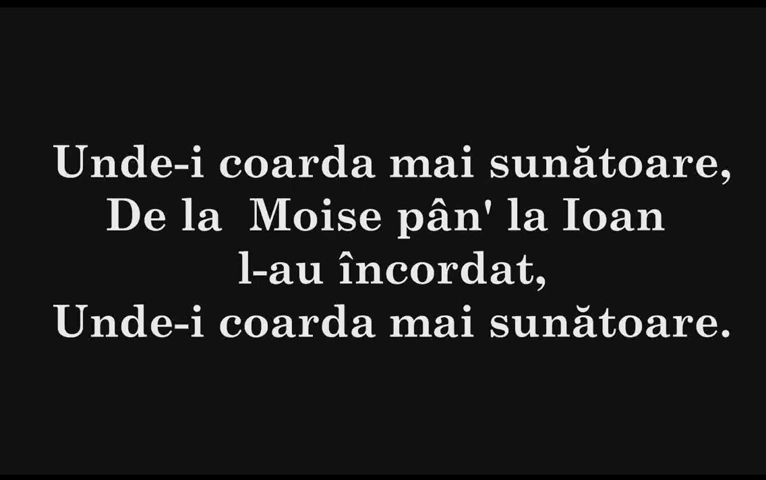 Unde-i coarda mai sunătoare,
De la  Moise pân' la Ioan
l-au încordat,
Unde-i coarda mai sunătoare.